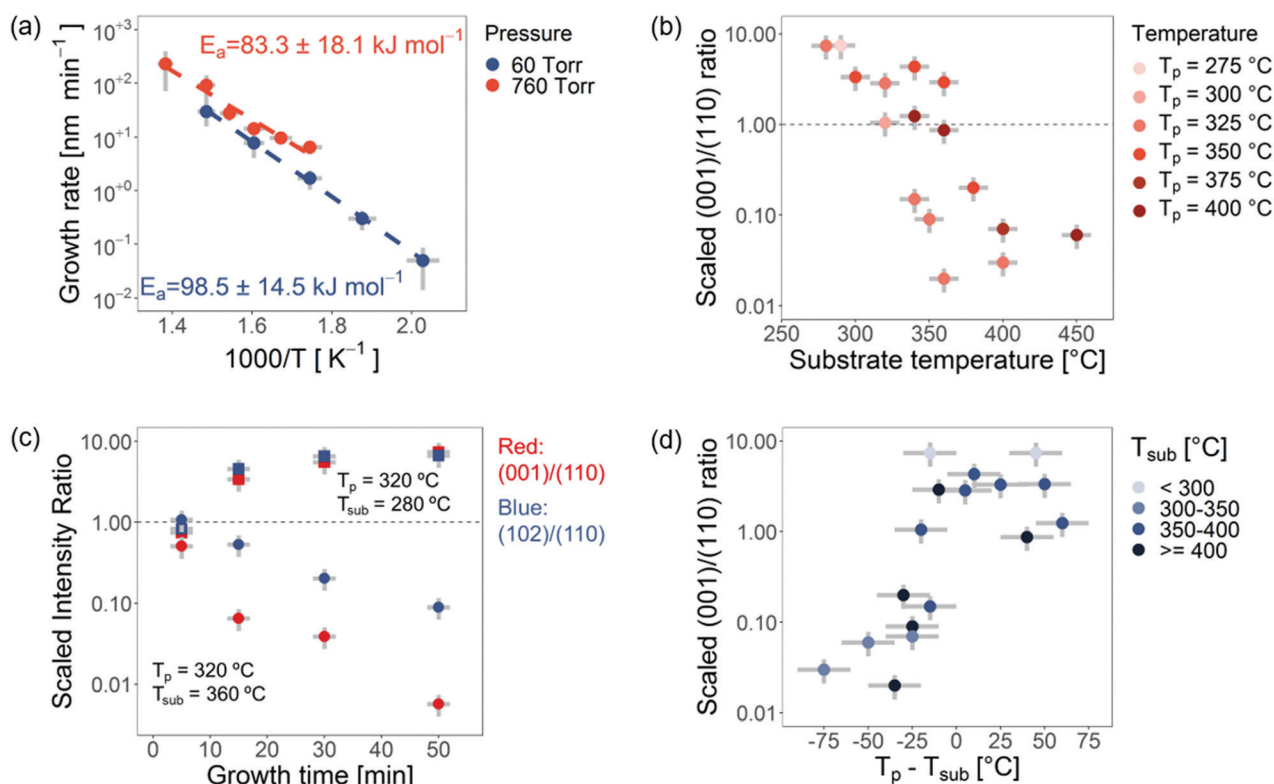 (a)
Growth rate [nm min⁻¹]
10⁺³
10⁺²
10⁺¹
10⁺⁰
10⁻¹
10⁻²
Eₐ=83.3 ± 18.1 kJ mol⁻¹
Eₐ=98.5 ± 14.5 kJ mol⁻¹
1.4 1.6 1.8 2.0
1000/T [ K⁻¹]
Pressure
60 Torr
760 Torr
(b)
Scaled (001)/(110) ratio
10.00
1.00
0.10
0.01
250 300 350 400 450
Substrate temperature [°C]
Temperature
Tₚ = 275 °C
Tₚ = 300 °C
Tₚ = 325 °C
Tₚ = 350 °C
Tₚ = 375 °C
Tₚ = 400 °C
(c)
Scaled Intensity Ratio
10.00
1.00
0.10
0.01
Tₚ = 320 ºC
T_sub = 280 ºC
Tₚ = 320 ºC
T_sub = 360 ºC
0 10 20 30 40 50
Growth time [min]
Red:
(001)/(110)
Blue:
(102)/(110)
(d)
Scaled (001)/(110) ratio
10.00
1.00
0.10
0.01
-75 -50 -25 0 25 50 75
Tₚ - T_sub [°C]
T_sub [°C]
< 300
300-350
350-400
>= 400